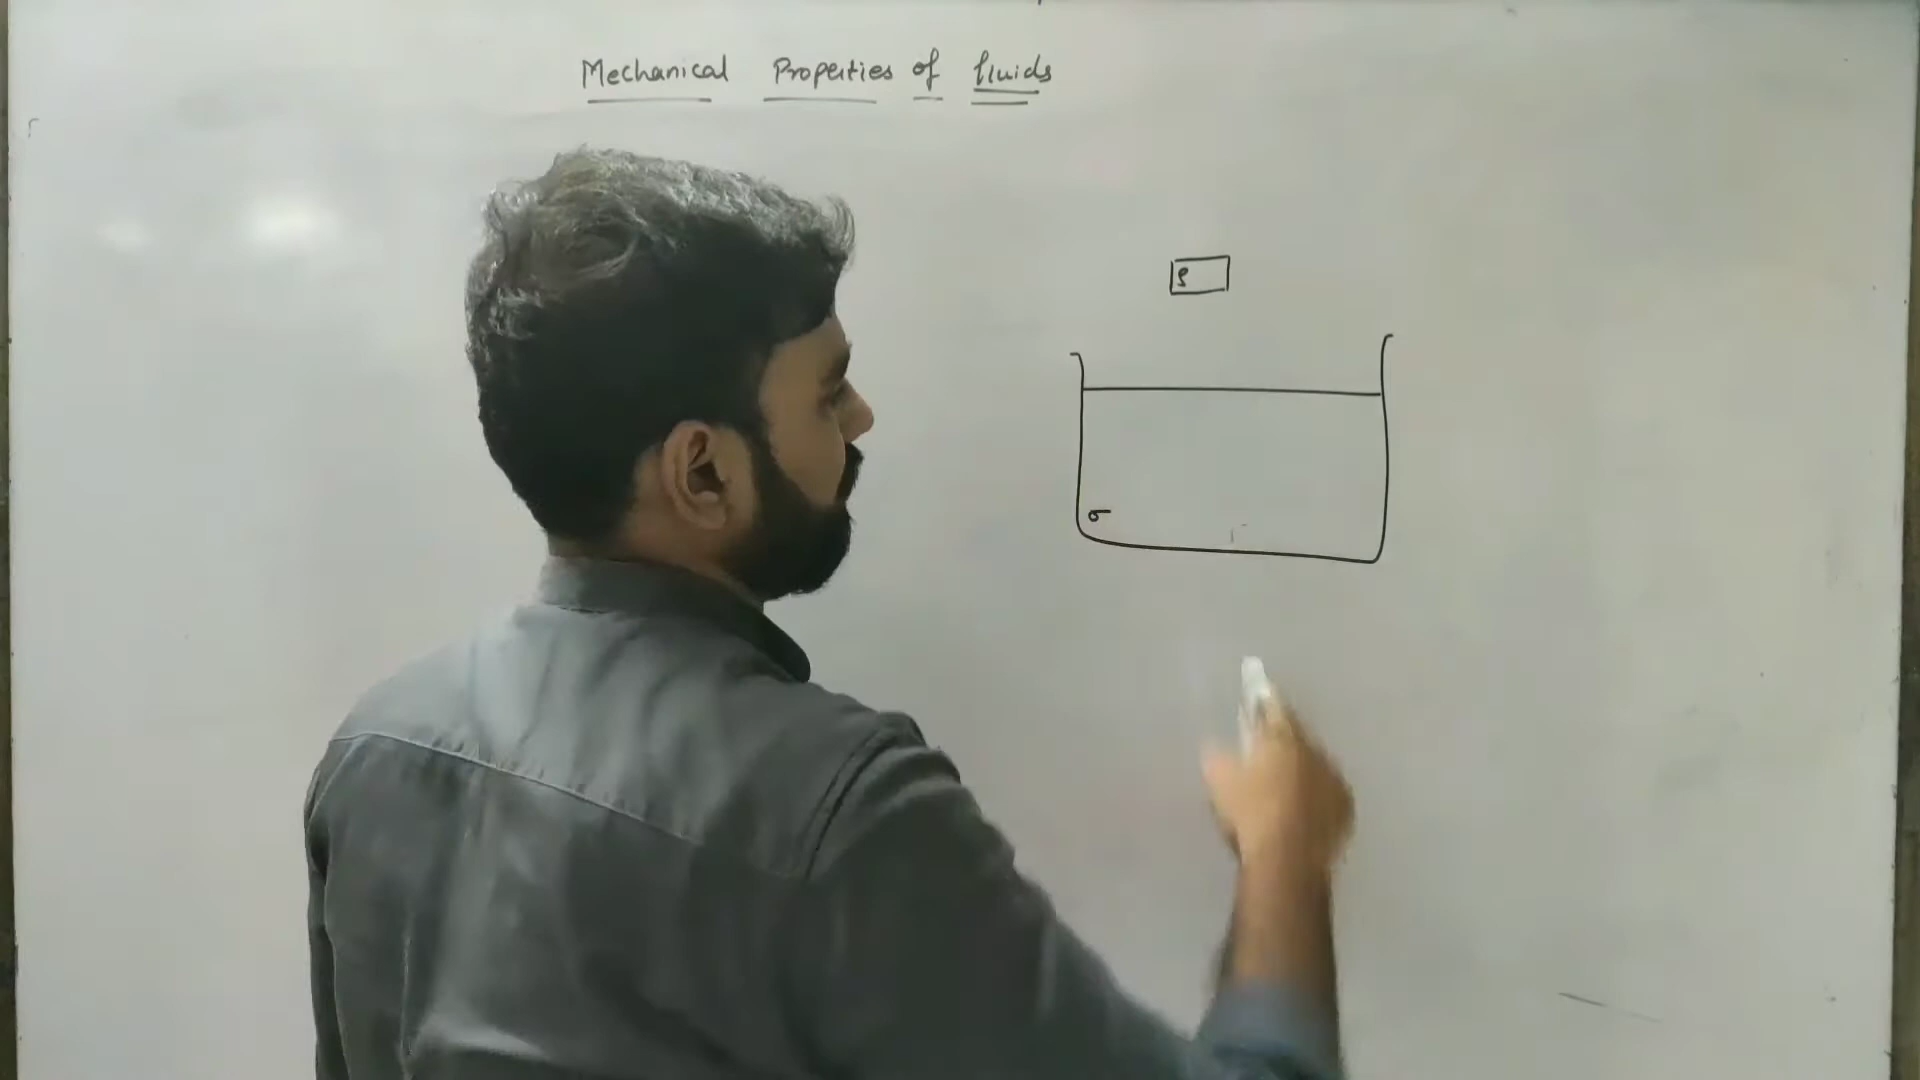 Mechanical Properties of fluids
ρ
σ